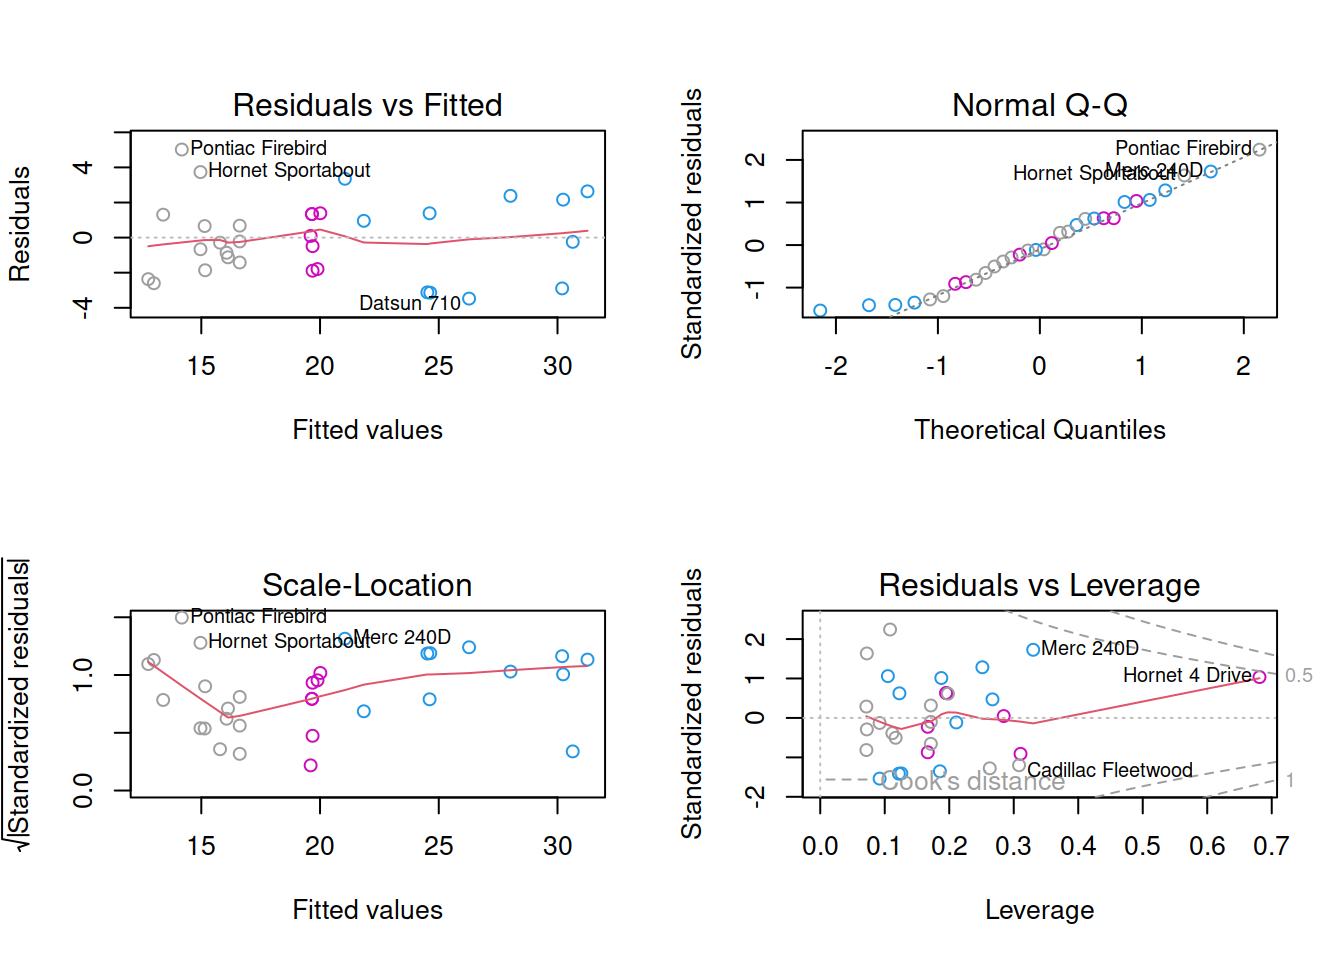 Residuals vs Fitted
Residuals
4
0
-4
Pontiac Firebird
Hornet Sportabout
Datsun 710
15 20 25 30
Fitted values
Normal Q-Q
Standardized residuals
2
1
0
-1
Pontiac Firebird
Hornet Sportabout
Merc 240D
-2 -1 0 1 2
Theoretical Quantiles
Scale-Location
√|Standardized residuals|
1.0
0.0
Pontiac Firebird
Hornet Sportabout
Merc 240D
15 20 25 30
Fitted values
Residuals vs Leverage
Standardized residuals
2
1
0
-2
Merc 240D
Hornet 4 Drive
0.5
Cadillac Fleetwood
Cook's distance
1
0.0 0.1 0.2 0.3 0.4 0.5 0.6 0.7
Leverage